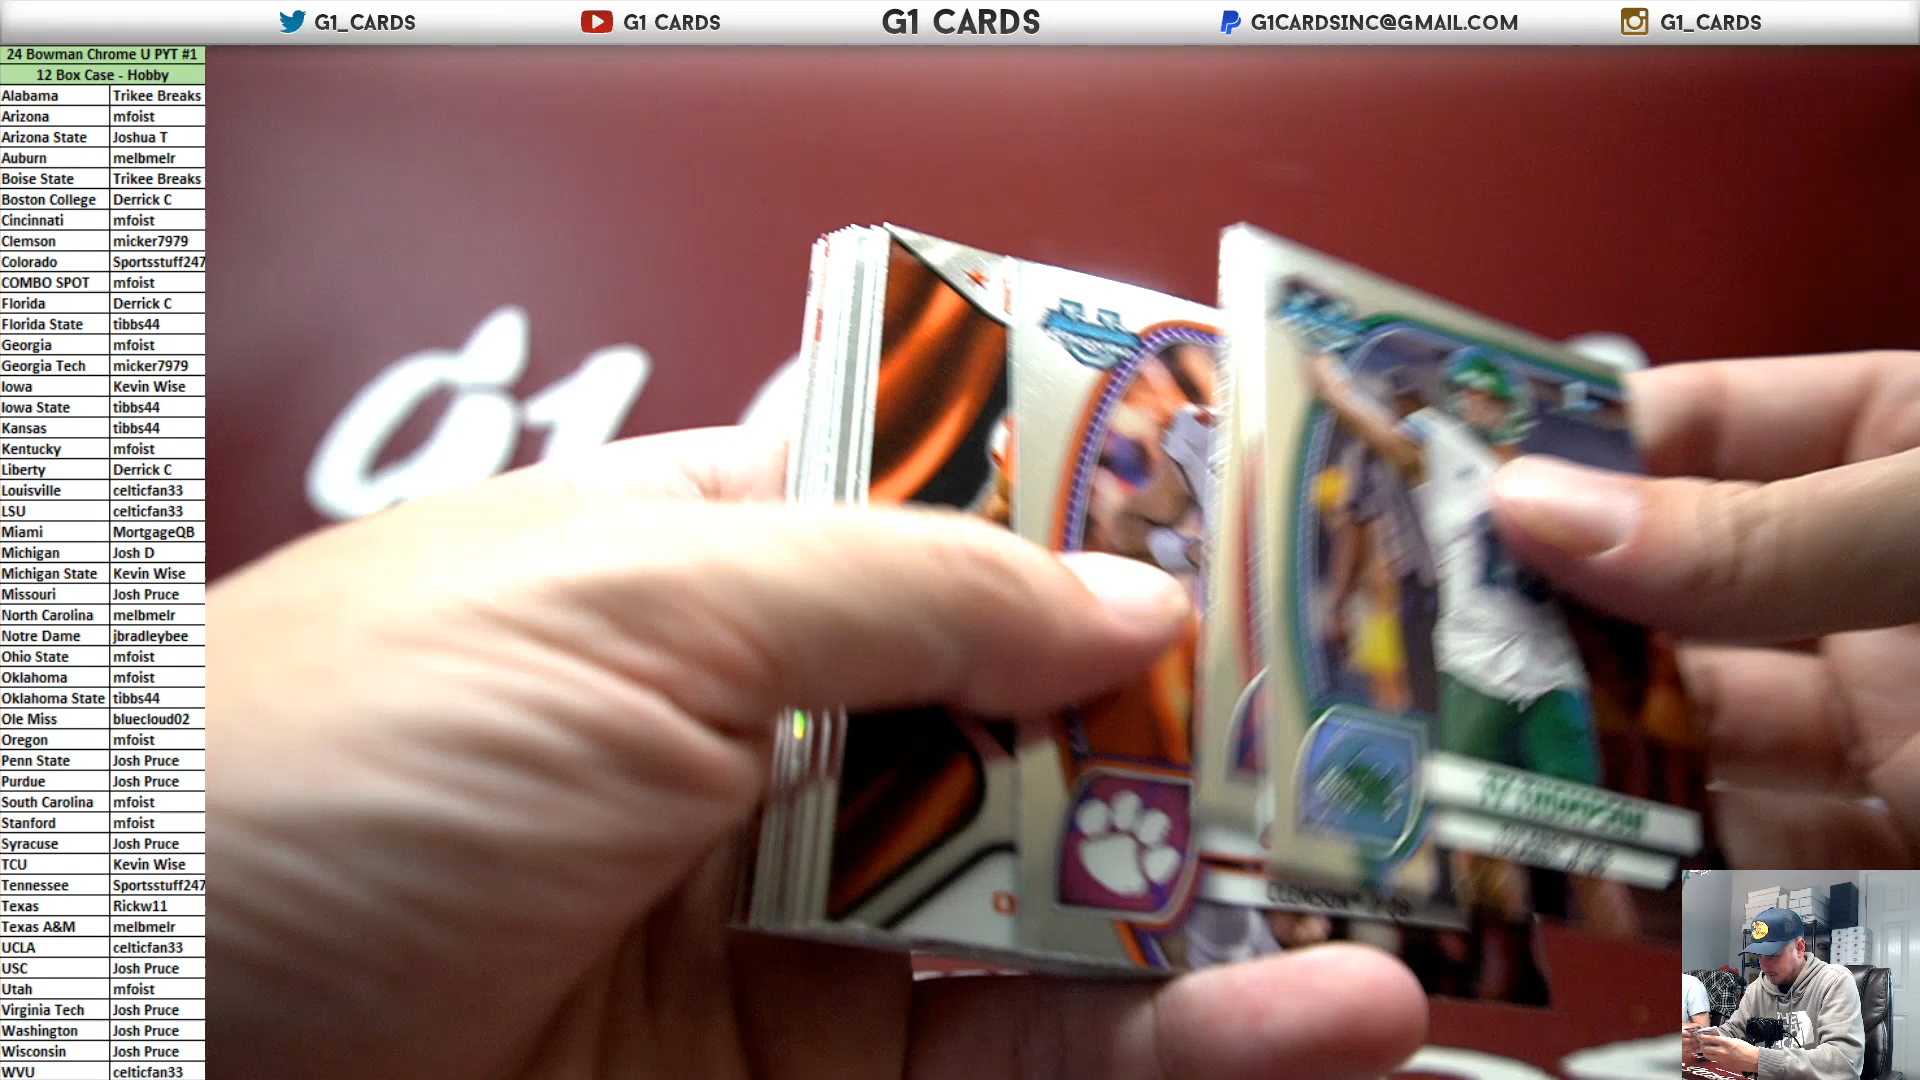 G1_CARDS G1 CARDS G1 CARDS G1CARDSINC@GMAIL.COM G1_CARDS
24 Bowman Chrome U PYT #1
12 Box Case - Hobby
Alabama Trikee Breaks
Arizona mfoist
Arizona State Joshua T
Auburn melbmelr
Boise State Trikee Breaks
Boston College Derrick C
Cincinnati mfoist
Clemson micker7979
Colorado Sportsstuff247
COMBO SPOT mfoist
Florida Derrick C
Florida State tibbs44
Georgia mfoist
Georgia Tech micker7979
Iowa Kevin Wise
Iowa State tibbs44
Kansas tibbs44
Kentucky mfoist
Liberty Derrick C
Louisville celticfan33
LSU celticfan33
Miami MortgageQB
Michigan Josh D
Michigan State Kevin Wise
Missouri Josh Pruce
North Carolina melbmelr
Notre Dame jbradleybee
Ohio State mfoist
Oklahoma mfoist
Oklahoma State tibbs44
Ole Miss bluecloud02
Oregon mfoist
Penn State Josh Pruce
Purdue Josh Pruce
South Carolina mfoist
Stanford mfoist
Syracuse Josh Pruce
TCU Kevin Wise
Tennessee Sportsstuff247
Texas Rickw11
Texas A&M melbmelr
UCLA celticfan33
USC Josh Pruce
Utah mfoist
Virginia Tech Josh Pruce
Washington Josh Pruce
Wisconsin Josh Pruce
WVU celticfan33
G1
CLEMSON